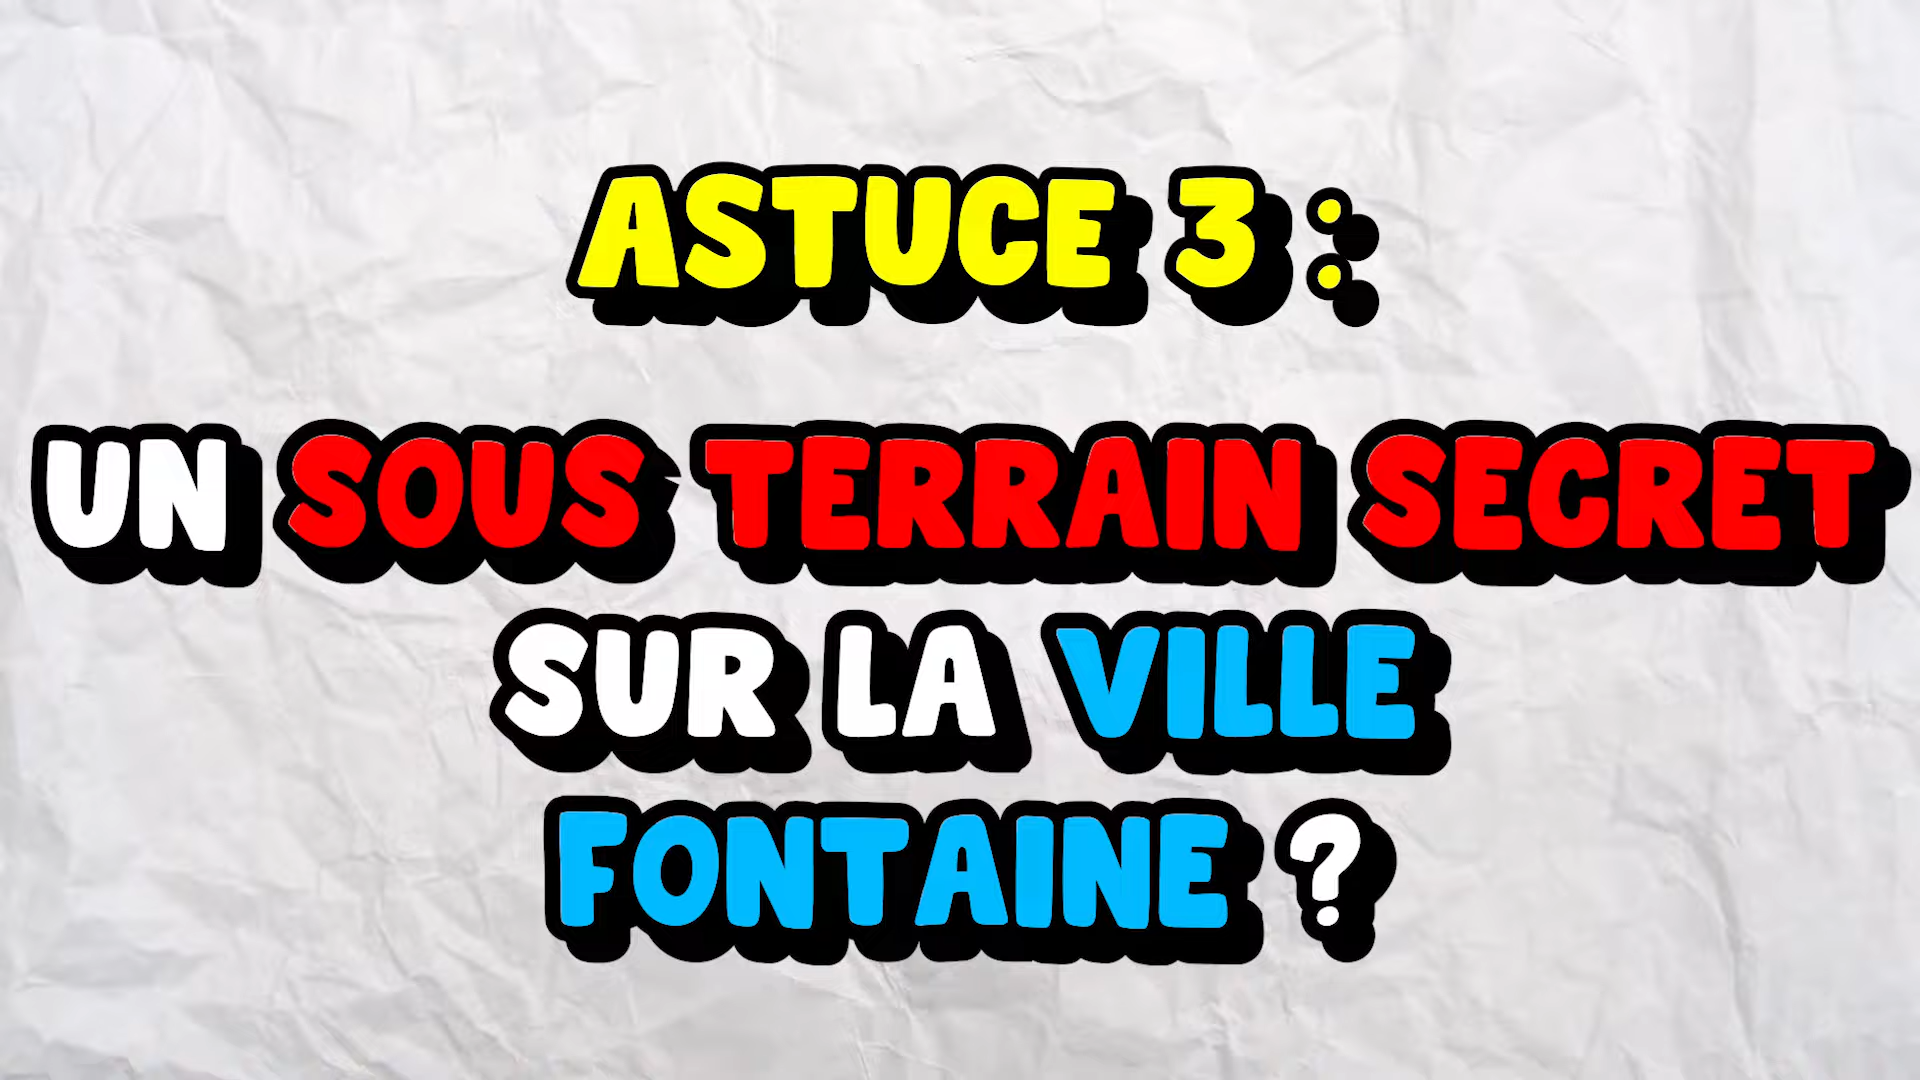 ASTUCE 3 :
UN SOUS TERRAIN SECRET
SUR LA VILLE
FONTAINE ?